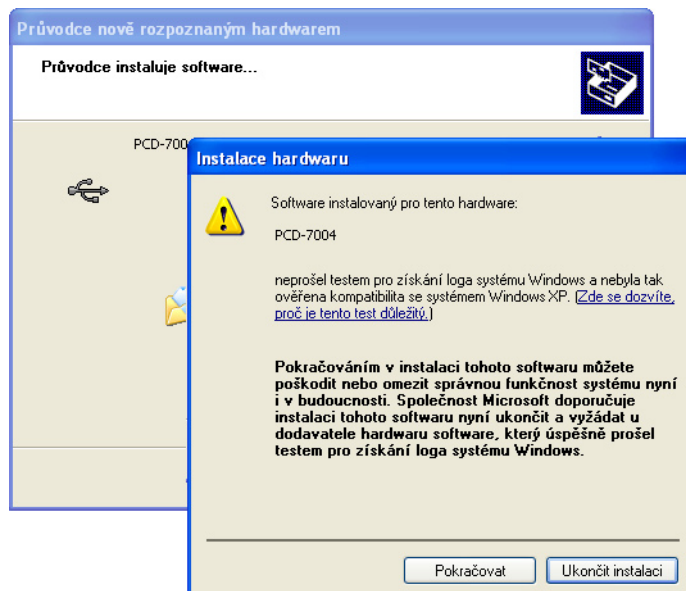 Průvodce nově rozpoznaným hardwarem
Průvodce instaluje software...
PCD-700
Instalace hardwaru
Software instalovaný pro tento hardware:
PCD-7004
neprošel testem pro získání loga systému Windows a nebyla tak
ověřena kompatibilita se systémem Windows XP. (Zde se dozvíte,
proč je tento test důležitý.)
Pokračováním v instalaci tohoto softwaru můžete
poškodit nebo omezit správnou funkčnost systému nyní
i v budoucnosti. Společnost Microsoft doporučuje
instalaci tohoto softwaru nyní ukončit a vyžádat u
dodavatele hardwaru software, který úspěšně prošel
testem pro získání loga systému Windows.
Pokračovat
Ukončit instalaci